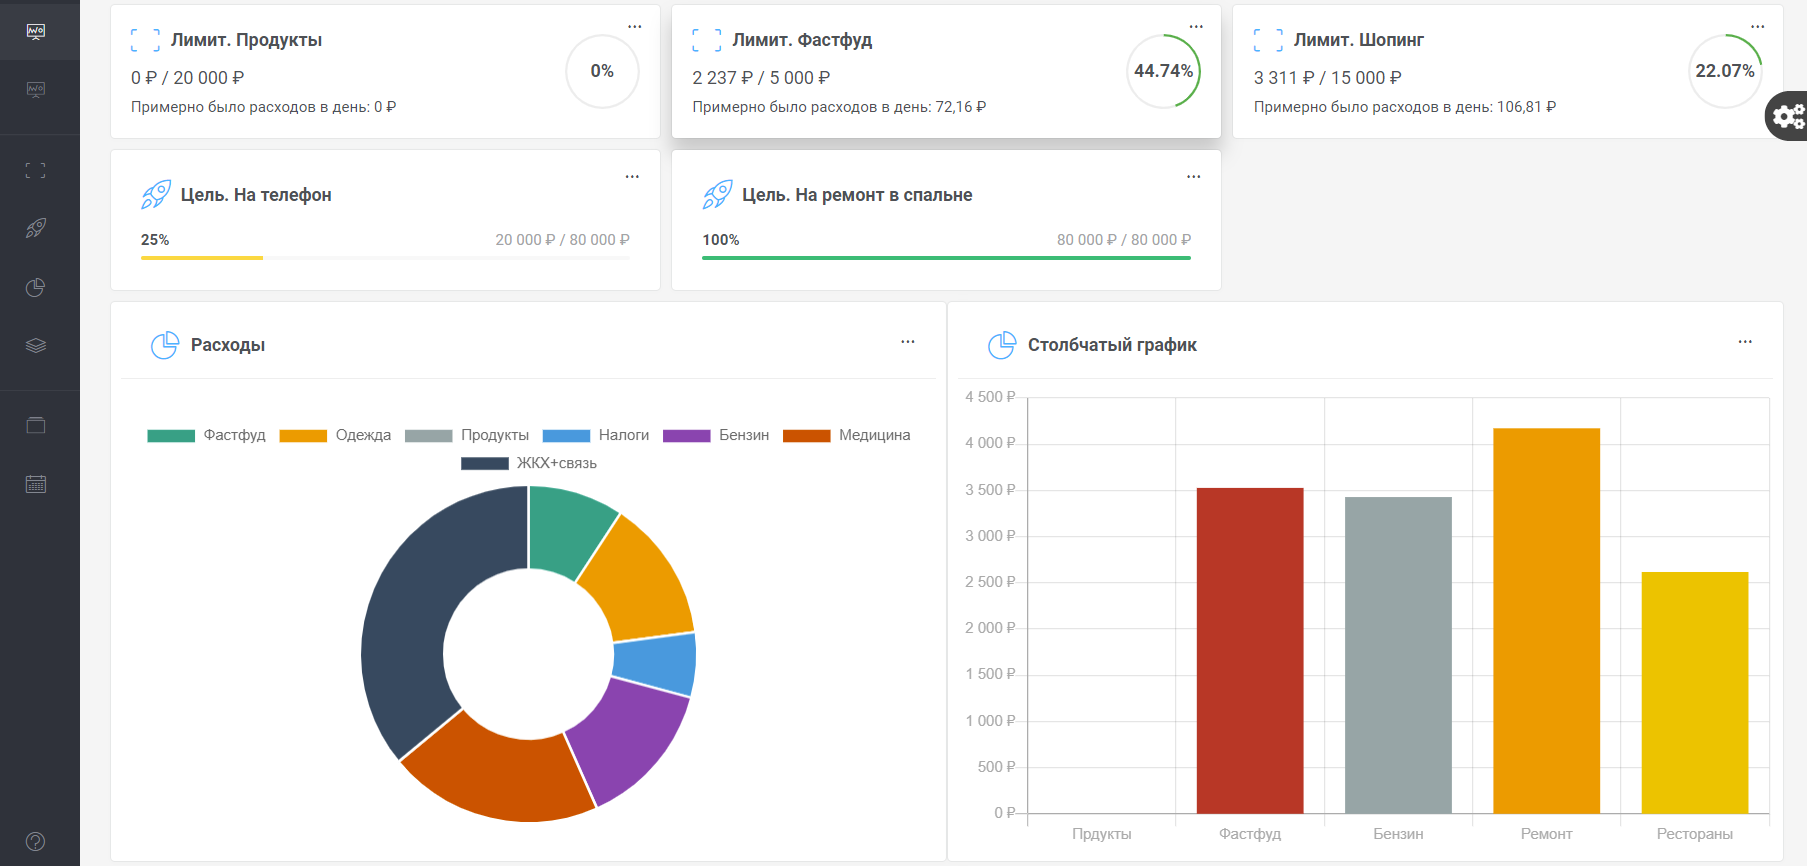 Лимит. Продукты
0 ₽ / 20 000 ₽
Примерно было расходов в день: 0 ₽
0%
Лимит. Фастфуд
2 237 ₽ / 5 000 ₽
Примерно было расходов в день: 72,16 ₽
44.74%
Лимит. Шопинг
3 311 ₽ / 15 000 ₽
Примерно было расходов в день: 106,81 ₽
22.07%
Цель. На телефон
25% 20 000 ₽ / 80 000 ₽
Цель. На ремонт в спальне
100% 80 000 ₽ / 80 000 ₽
Расходы
Фастфуд Одежда Продукты Налоги Бензин Медицина
ЖКХ+связь
Столбчатый график
4 500 ₽
4 000 ₽
3 500 ₽
3 000 ₽
2 500 ₽
2 000 ₽
1 500 ₽
1 000 ₽
500 ₽
0 ₽
Прдукты Фастфуд Бензин Ремонт Рестораны